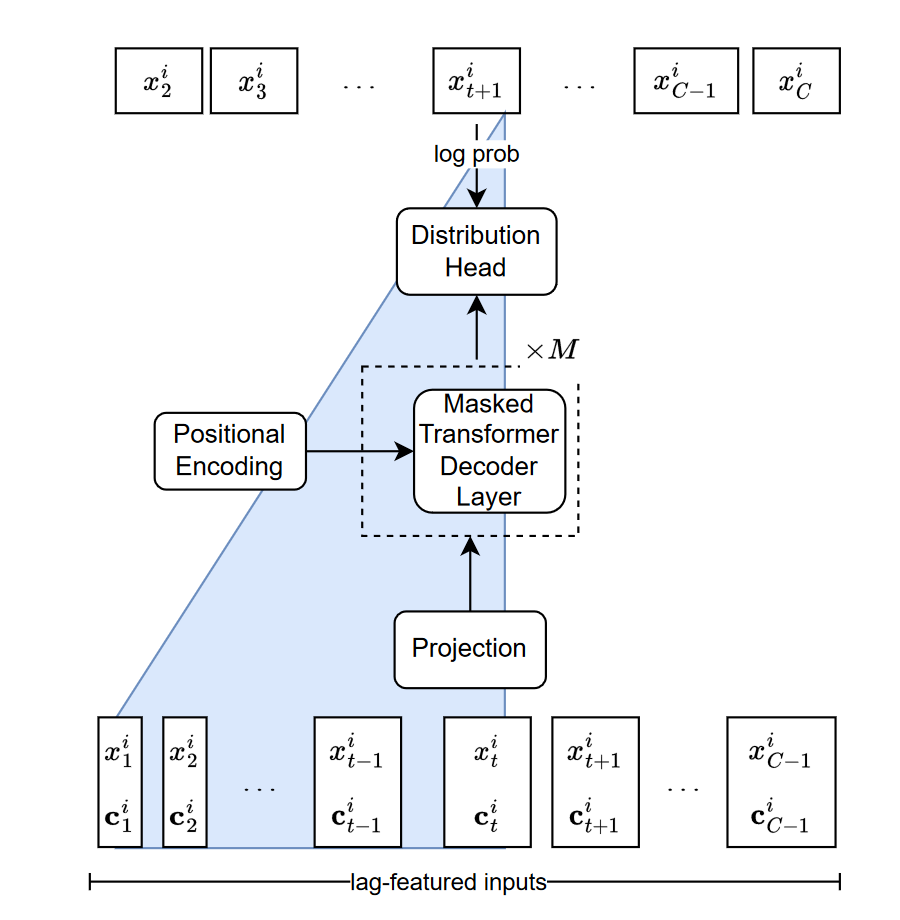 $x_2^i$ $x_3^i$ ... $x_{t+1}^i$ ... $x_{C-1}^i$ $x_C^i$
log prob
Distribution
Head
$\times M$
Masked
Transformer
Decoder
Layer
Positional
Encoding
Projection
$x_1^i$ $x_2^i$ ... $x_{t-1}^i$ $x_t^i$ $x_{t+1}^i$ ... $x_{C-1}^i$
$\mathbf{c}_1^i$ $\mathbf{c}_2^i$ $\mathbf{c}_{t-1}^i$ $\mathbf{c}_t^i$ $\mathbf{c}_{t+1}^i$ $\mathbf{c}_{C-1}^i$
lag-featured inputs